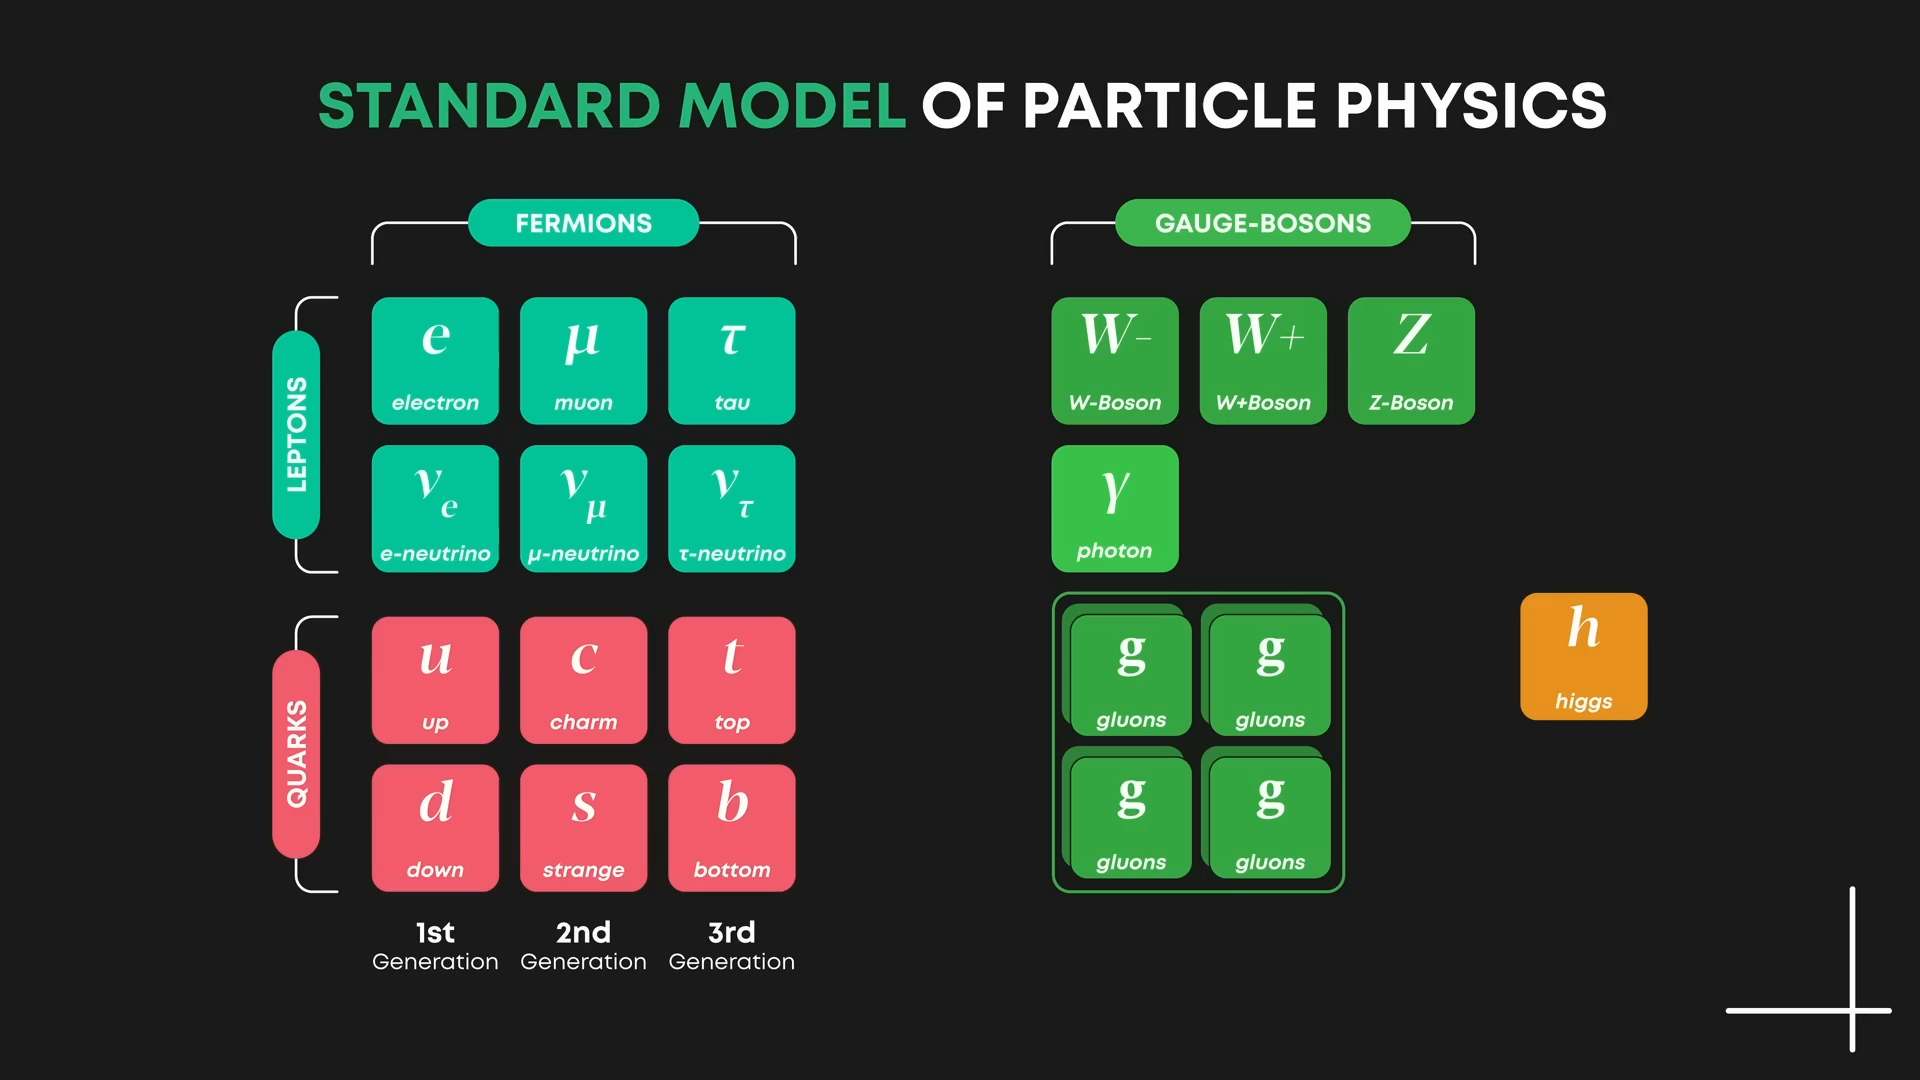 STANDARD MODEL OF PARTICLE PHYSICS
FERMIONS
LEPTONS
e
electron
μ
muon
τ
tau
νe
e-neutrino
νμ
μ-neutrino
ντ
τ-neutrino
QUARKS
u
up
c
charm
t
top
d
down
s
strange
b
bottom
1st
Generation
2nd
Generation
3rd
Generation
GAUGE-BOSONS
W-
W-Boson
W+
W+Boson
Z
Z-Boson
γ
photon
g
gluons
g
gluons
g
gluons
g
gluons
h
higgs